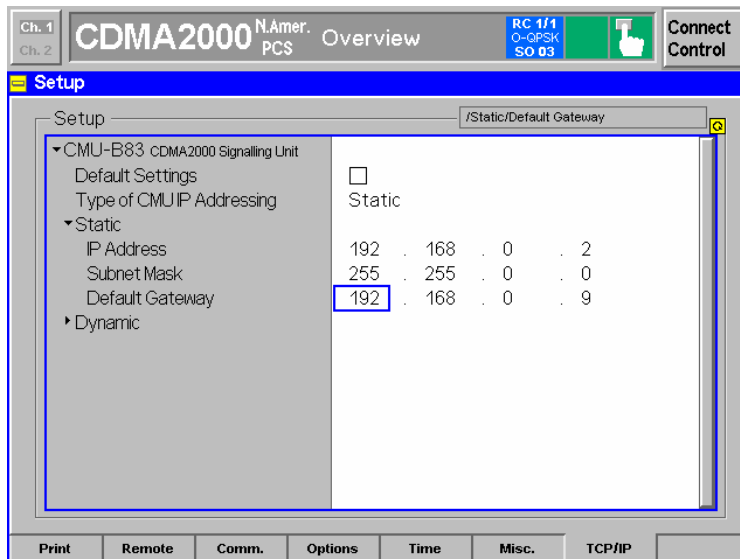 Ch. 1
Ch. 2
CDMA2000 N.Amer. PCS Overview
RC 1/1
O-QPSK
SO 03
Connect Control
Setup
Setup
/Static/Default Gateway
CMU-B83 CDMA2000 Signalling Unit
Default Settings
Type of CMU IP Addressing Static
Static
IP Address 192 . 168 . 0 . 2
Subnet Mask 255 . 255 . 0 . 0
Default Gateway 192 . 168 . 0 . 9
Dynamic
Print Remote Comm. Options Time Misc. TCP/IP